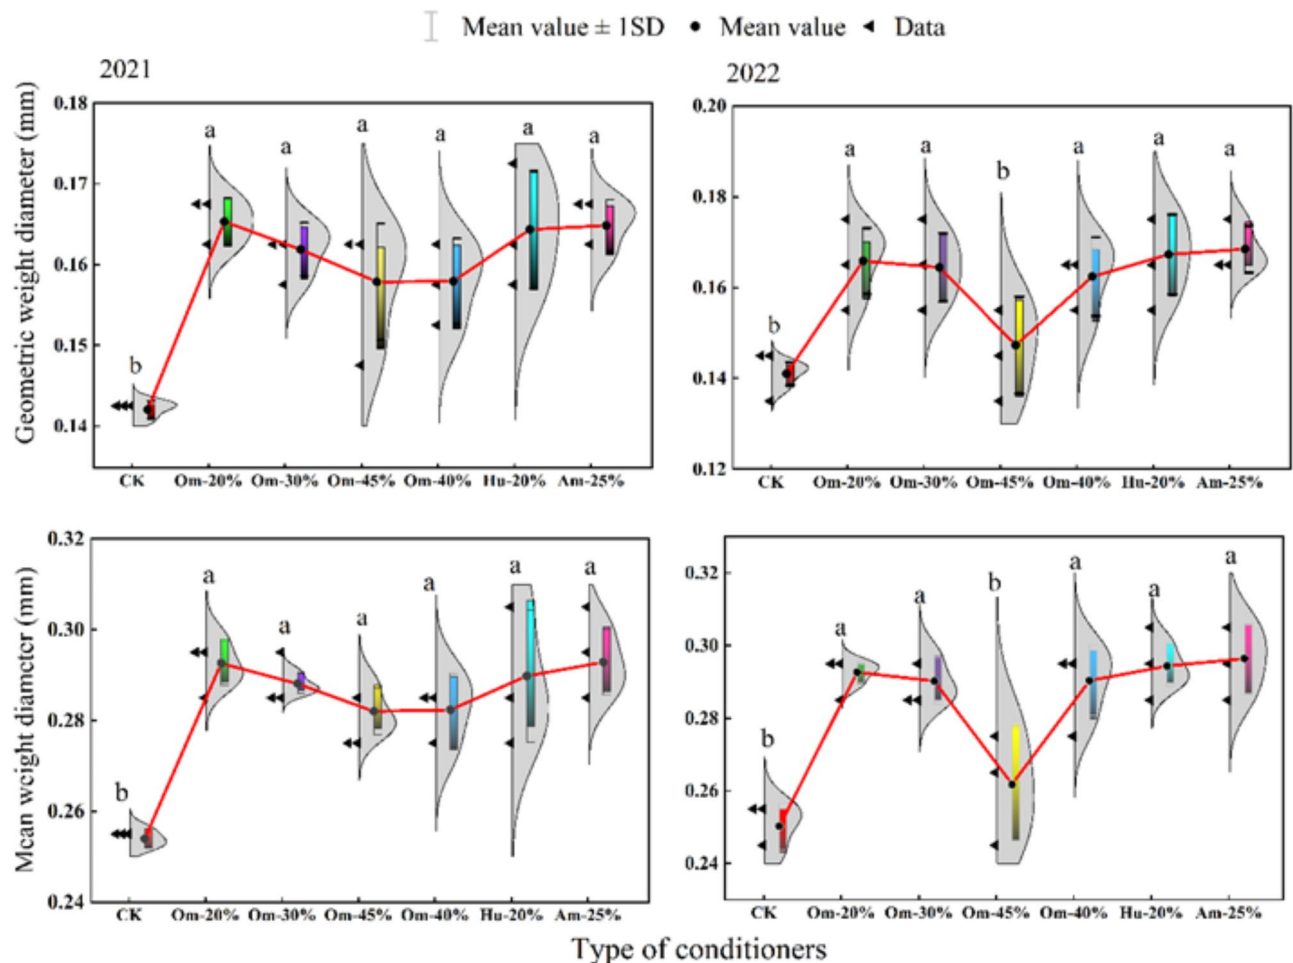 Mean value ± 1SD Mean value Data
2021
2022
Geometric weight diameter (mm)
0.18
0.17
0.16
0.15
0.14
b a a a a a a
CK Om-20% Om-30% Om-45% Om-40% Hu-20% Am-25%
0.20
0.18
0.16
0.14
0.12
b a a b a a a
CK Om-20% Om-30% Om-45% Om-40% Hu-20% Am-25%
Mean weight diameter (mm)
0.32
0.30
0.28
0.26
0.24
b a a a a a a
CK Om-20% Om-30% Om-45% Om-40% Hu-20% Am-25%
0.32
0.30
0.28
0.26
0.24
b a a b a a a
CK Om-20% Om-30% Om-45% Om-40% Hu-20% Am-25%
Type of conditioners